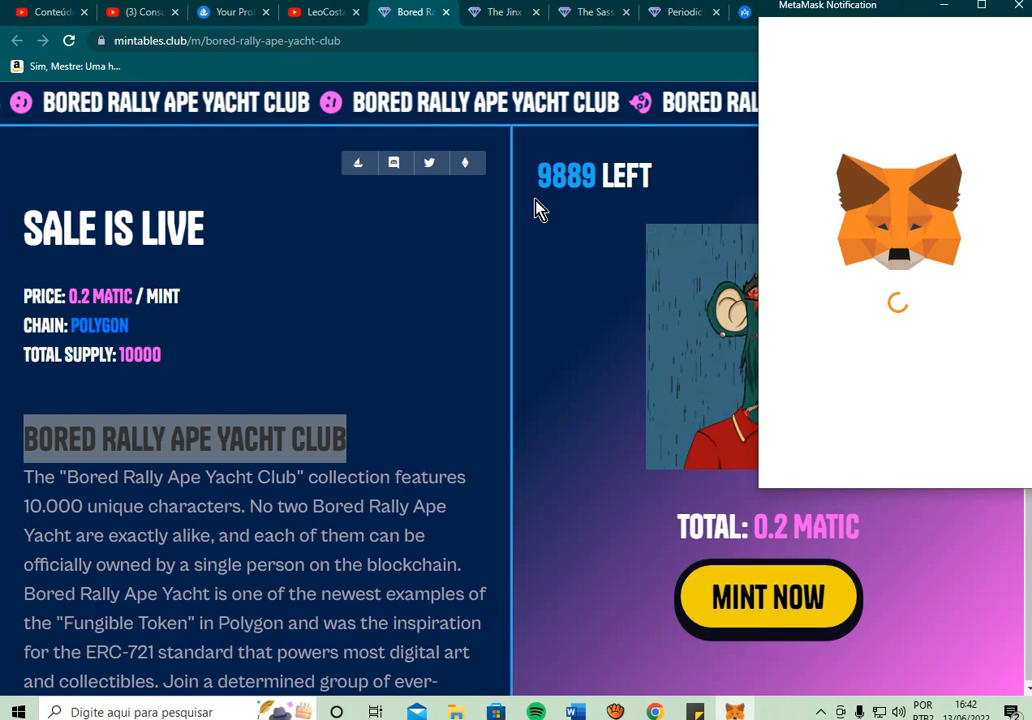 Conteúd
(3) Cons
Your Pro
LeoCosta
Bored R
The Jinx
The Sass
Periodic
MetaMask Notification
mintables.club/m/bored-rally-ape-yacht-club
Sim, Mestre: Uma h...
BORED RALLY APE YACHT CLUB BORED RALLY APE YACHT CLUB BORED RAL
9889 LEFT
SALE IS LIVE
PRICE: 0.2 MATIC / MINT
CHAIN: POLYGON
TOTAL SUPPLY: 10000
BORED RALLY APE YACHT CLUB
The "Bored Rally Ape Yacht Club" collection features
10.000 unique characters. No two Bored Rally Ape
Yacht are exactly alike, and each of them can be
officially owned by a single person on the blockchain.
Bored Rally Ape Yacht is one of the newest examples of
the "Fungible Token" in Polygon and was the inspiration
for the ERC-721 standard that powers most digital art
and collectibles. Join a determined group of ever-
TOTAL: 0.2 MATIC
MINT NOW
Digite aqui para pesquisar
POR
PTB2
16:42
13/06/2022